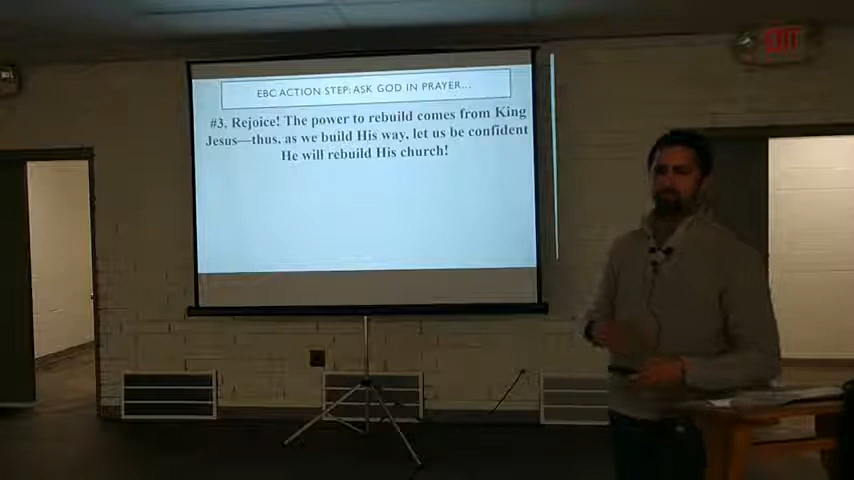 EBC ACTION STEP: ASK GOD IN PRAYER...
#3. Rejoice! The power to rebuild comes from King
Jesus—thus, as we build His way, let us be confident
He will rebuild His church!
EXIT